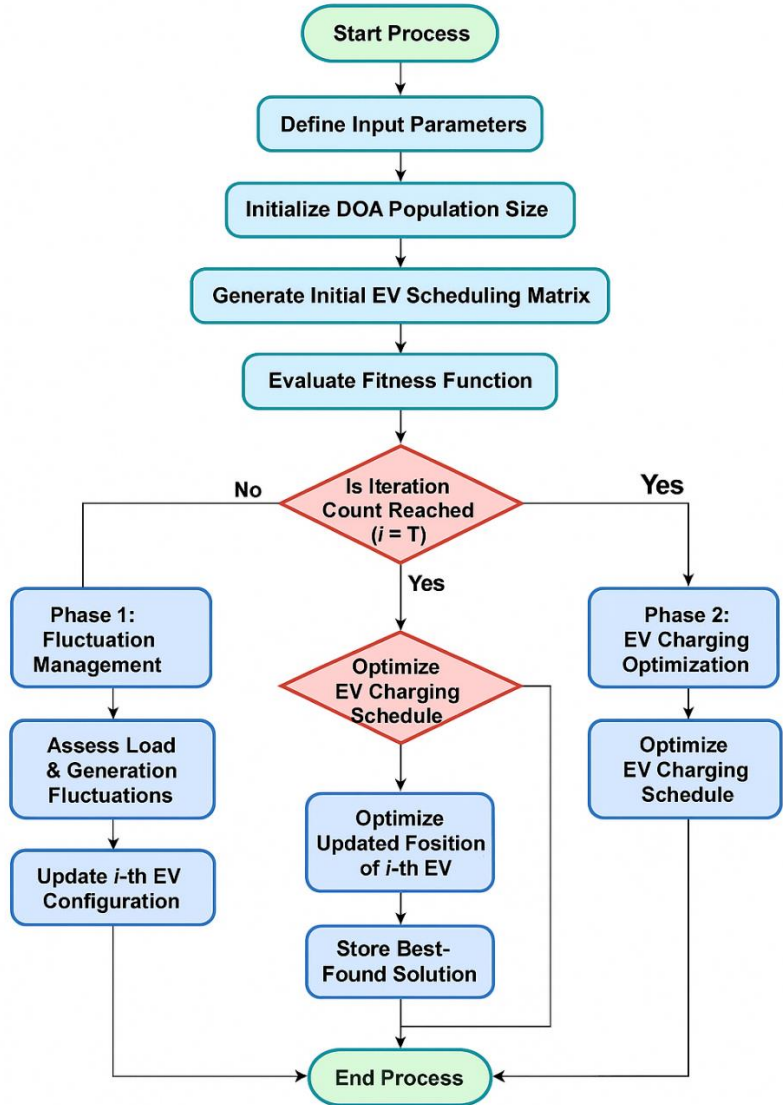 Start Process
Define Input Parameters
Initialize DOA Population Size
Generate Initial EV Scheduling Matrix
Evaluate Fitness Function
Is Iteration
Count Reached
(i = T)
No
Yes
Yes
Phase 1:
Fluctuation
Management
Assess Load
& Generation
Fluctuations
Update i-th EV
Configuration
Optimize
EV Charging
Schedule
Optimize
Updated Fosition
of i-th EV
Store Best-
Found Solution
Phase 2:
EV Charging
Optimization
Optimize
EV Charging
Schedule
End Process